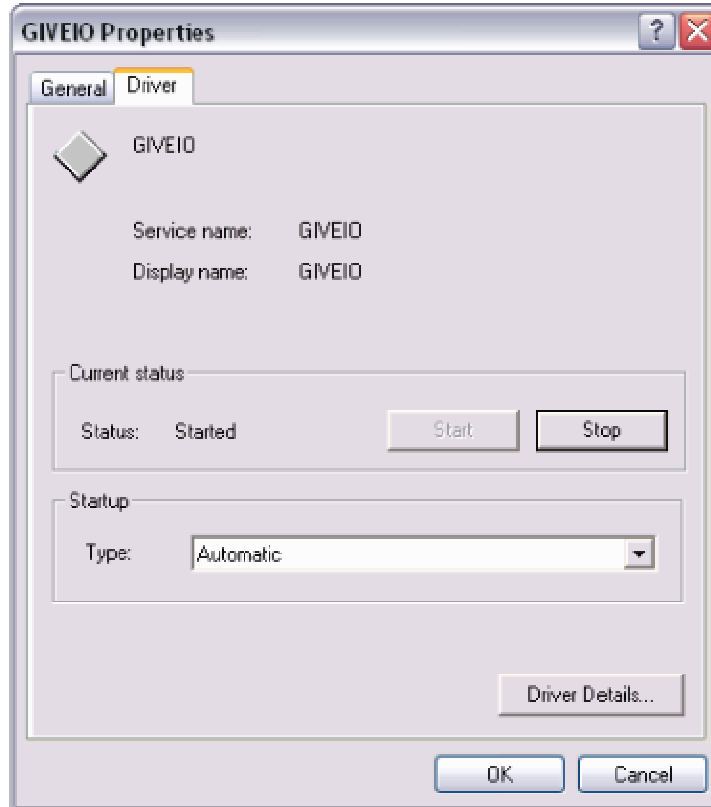 GIVEIO Properties
?
General Driver
GIVEIO
Service name: GIVEIO
Display name: GIVEIO
Current status
Status: Started Start Stop
Startup
Type: Automatic
Driver Details...
OK Cancel